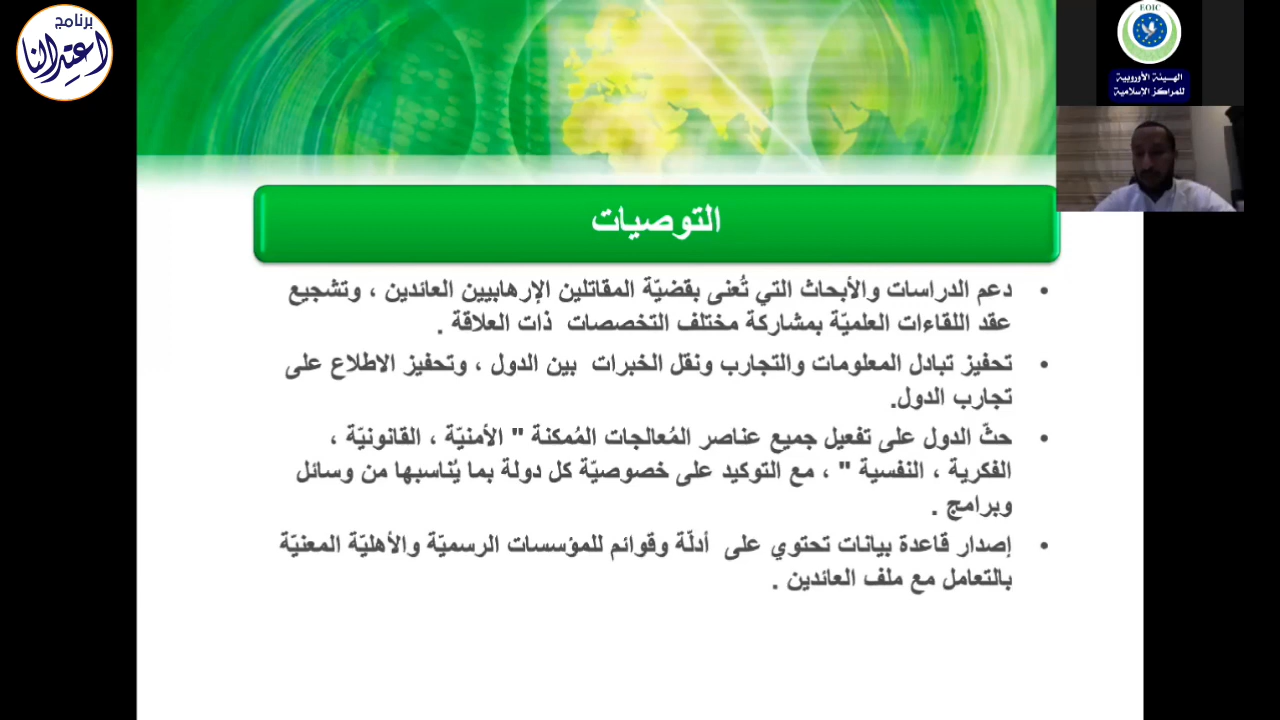 برنامج
اعتدالنا
EOIC
الهيئة الأوروبية
للمراكز الإسلامية
التوصيات
• دعم الدراسات والأبحاث التي تُعنى بقضيّة المقاتلين الإرهابيين العائدين ، وتشجيع
عقد اللقاءات العلميّة بمشاركة مختلف التخصصات ذات العلاقة .
• تحفيز تبادل المعلومات والتجارب ونقل الخبرات بين الدول ، وتحفيز الاطلاع على
تجارب الدول.
• حثّ الدول على تفعيل جميع عناصر المُعالجات المُمكنة " الأمنيّة ، القانونيّة ،
الفكرية ، النفسية " ، مع التوكيد على خصوصيّة كل دولة بما يُناسبها من وسائل
وبرامج .
• إصدار قاعدة بيانات تحتوي على أدلّة وقوائم للمؤسسات الرسميّة والأهليّة المعنيّة
بالتعامل مع ملف العائدين .